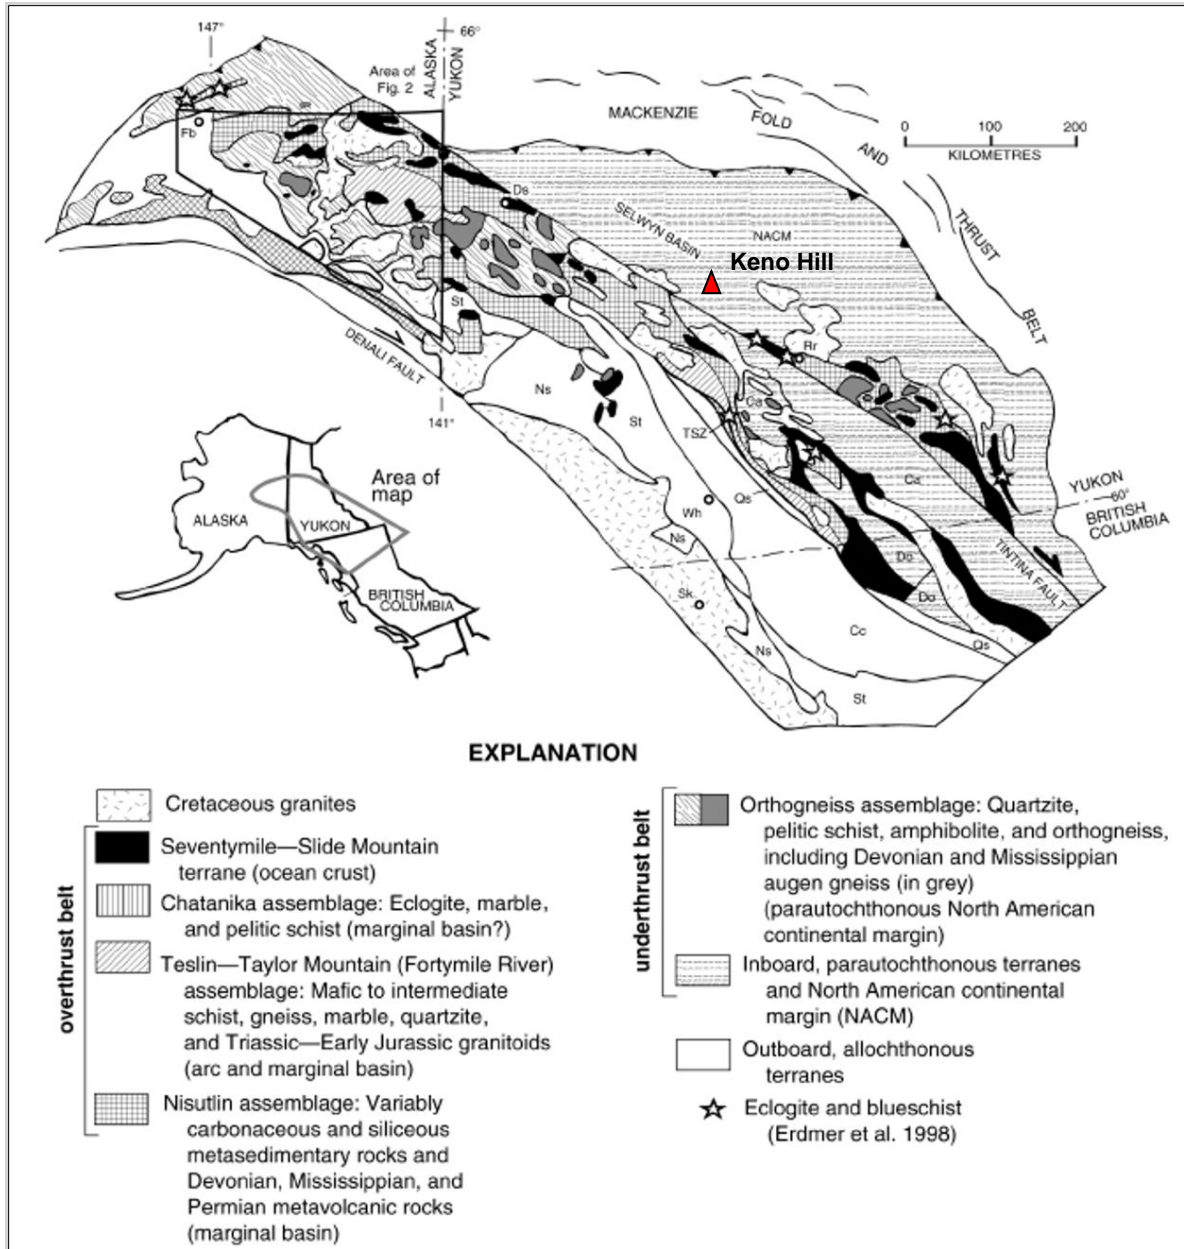 147°
66°
ALASKA
YUKON
Area of
Fig. 2
MACKENZIE
FOLD
AND
THRUST
BELT
0 100 200
KILOMETRES
Fb
Ds
SELWYN BASIN
NACM
Keno Hill
St
DENALI FAULT
141°
Ns
St
Rr
Ca
TSZ
Ca
Qs
Wh
Ns
YUKON
60°
BRITISH
COLUMBIA
TINTINA FAULT
Do
Do
Sk
Ns
Cc
Qs
St
Area of
map
ALASKA
YUKON
BRITISH
COLUMBIA
EXPLANATION
Cretaceous granites
overthrust belt
Seventymile—Slide Mountain
terrane (ocean crust)
Chatanika assemblage: Eclogite, marble,
and pelitic schist (marginal basin?)
Teslin—Taylor Mountain (Fortymile River)
assemblage: Mafic to intermediate
schist, gneiss, marble, quartzite,
and Triassic—Early Jurassic granitoids
(arc and marginal basin)
Nisutlin assemblage: Variably
carbonaceous and siliceous
metasedimentary rocks and
Devonian, Mississippian, and
Permian metavolcanic rocks
(marginal basin)
underthrust belt
Orthogneiss assemblage: Quartzite,
pelitic schist, amphibolite, and orthogneiss,
including Devonian and Mississippian
augen gneiss (in grey)
(parautochthonous North American
continental margin)
Inboard, parautochthonous terranes
and North American continental
margin (NACM)
Outboard, allochthonous
terranes
Eclogite and blueschist
(Erdmer et al. 1998)